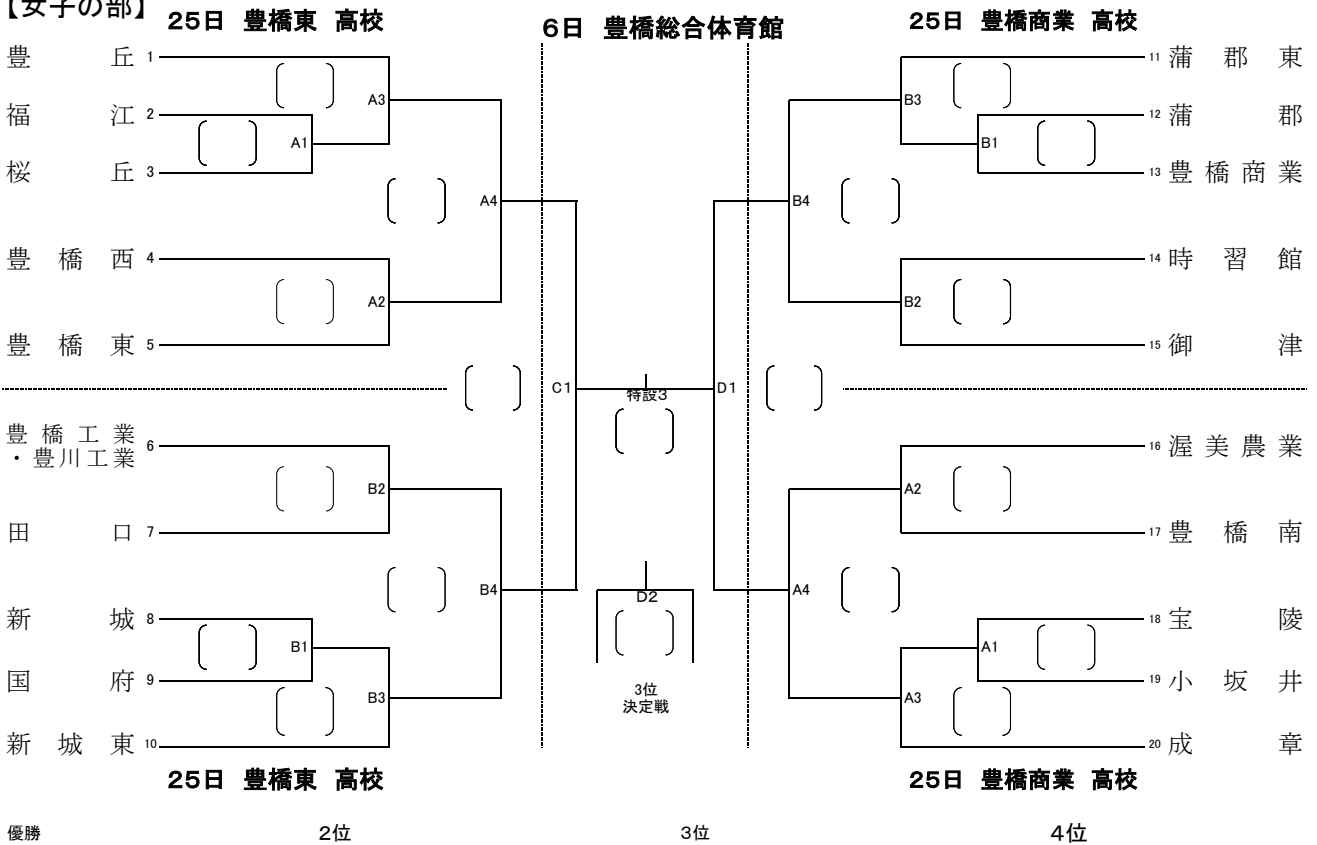 【女子の部】
25日 豊橋東 高校
6日 豊橋総合体育館
25日 豊橋商業 高校
豊丘 1
福江 2
桜丘 3
豊橋西 4
豊橋東 5
豊橋工業
・豊川工業 6
田口 7
新城 8
国府 9
新城東 10
A1
A3
A2
A4
B2
B1
B3
B4
C1
特設3
D1
D2
3位
決定戦
B3
B1
B4
B2
A2
A4
A1
A3
11 蒲郡東
12 蒲郡
13 豊橋商業
14 時習館
15 御津
16 渥美農業
17 豊橋南
18 宝陵
19 小坂井
20 成章
25日 豊橋東 高校
25日 豊橋商業 高校
優勝 2位 3位 4位